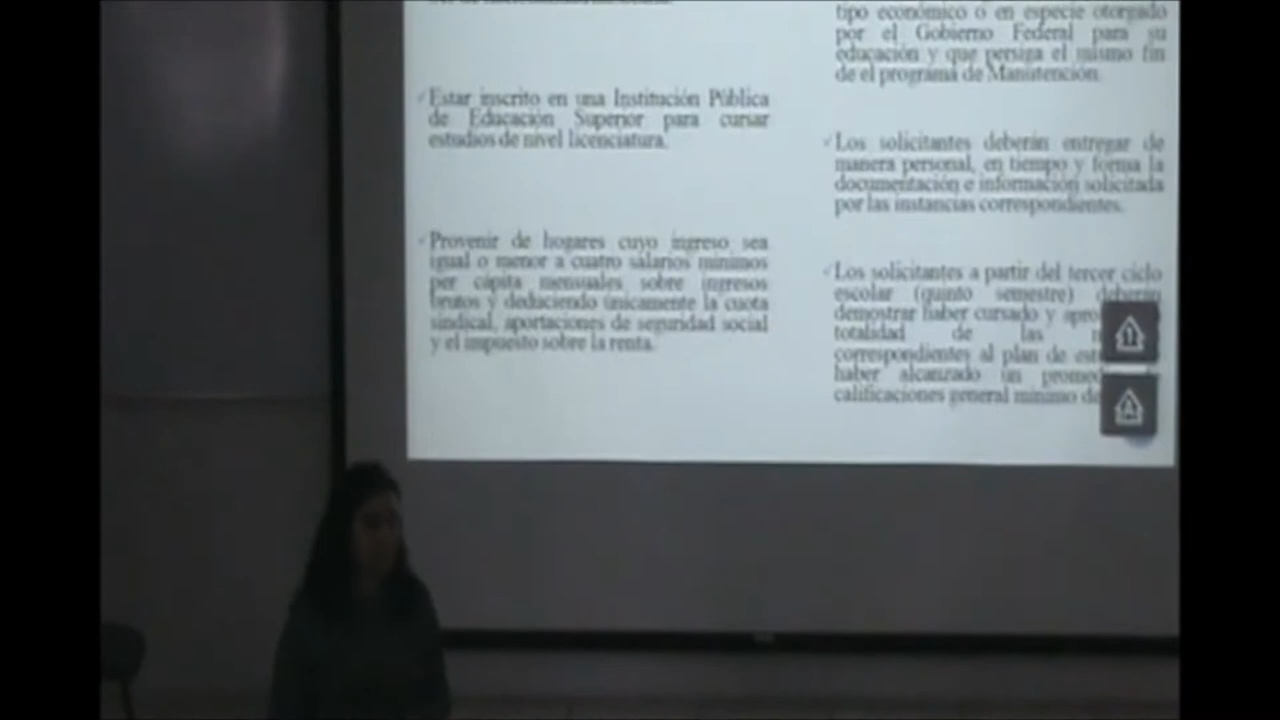 Estar inscrito en una Institución Pública
de Educación Superior para cursar
estudios de nivel licenciatura.
Provenir de hogares cuyo ingreso sea
igual o menor a cuatro salarios mínimos
per cápita mensuales sobre ingresos
brutos y deduciendo únicamente la cuota
sindical, aportaciones de seguridad social
y el impuesto sobre la renta.
tipo económico o en especie otorgado
por el Gobierno Federal para su
educación y que persiga el mismo fin
de el programa de Manutención.
Los solicitantes deberán entregar de
manera personal, en tiempo y forma la
documentación e información solicitada
por las instancias correspondientes.
Los solicitantes a partir del tercer ciclo
escolar (quinto semestre) deberán
demostrar haber cursado y
totalidad de las
correspondientes al plan de
haber alcanzado un
calificaciones general mínimo
1
A